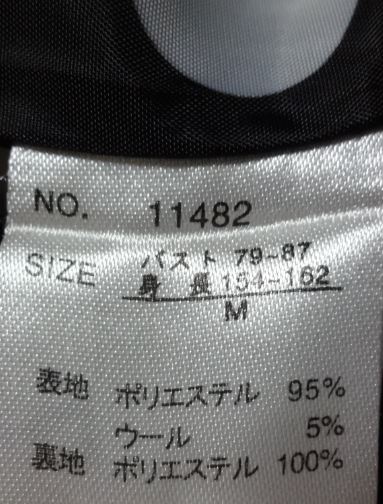 NO. 11482
SIZE バスト 79~87
身長 154~162
M
表地 ポリエステル 95%
ウール 5%
裏地 ポリエステル 100%